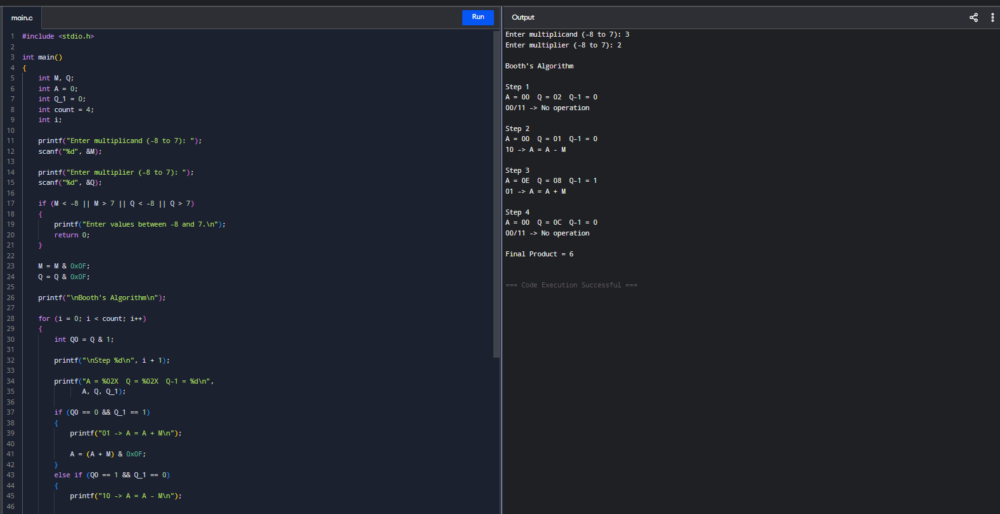 main.c
Run
1 #include <stdio.h>
2
3 int main()
4 {
5     int M, Q;
6     int A = 0;
7     int Q_1 = 0;
8     int count = 4;
9     int i;
10
11     printf("Enter multiplicand (-8 to 7): ");
12     scanf("%d", &M);
13
14     printf("Enter multiplier (-8 to 7): ");
15     scanf("%d", &Q);
16
17     if (M < -8 || M > 7 || Q < -8 || Q > 7)
18     {
19         printf("Enter values between -8 and 7.\n");
20         return 0;
21     }
22
23     M = M & 0x0F;
24     Q = Q & 0x0F;
25
26     printf("\nBooth's Algorithm\n");
27
28     for (i = 0; i < count; i++)
29     {
30         int Q0 = Q & 1;
31
32         printf("\nStep %d\n", i + 1);
33
34         printf("A = %02X  Q = %02X  Q-1 = %d\n",
35                A, Q, Q_1);
36
37         if (Q0 == 0 && Q_1 == 1)
38         {
39             printf("01 -> A = A + M\n");
40
41             A = (A + M) & 0x0F;
42         }
43         else if (Q0 == 1 && Q_1 == 0)
44         {
45             printf("10 -> A = A - M\n");
46
Output
Enter multiplicand (-8 to 7): 3
Enter multiplier (-8 to 7): 2
Booth's Algorithm
Step 1
A = 00  Q = 02  Q-1 = 0
00/11 -> No operation
Step 2
A = 00  Q = 01  Q-1 = 0
10 -> A = A - M
Step 3
A = 0E  Q = 08  Q-1 = 1
01 -> A = A + M
Step 4
A = 00  Q = 0C  Q-1 = 0
00/11 -> No operation
Final Product = 6
=== Code Execution Successful ===